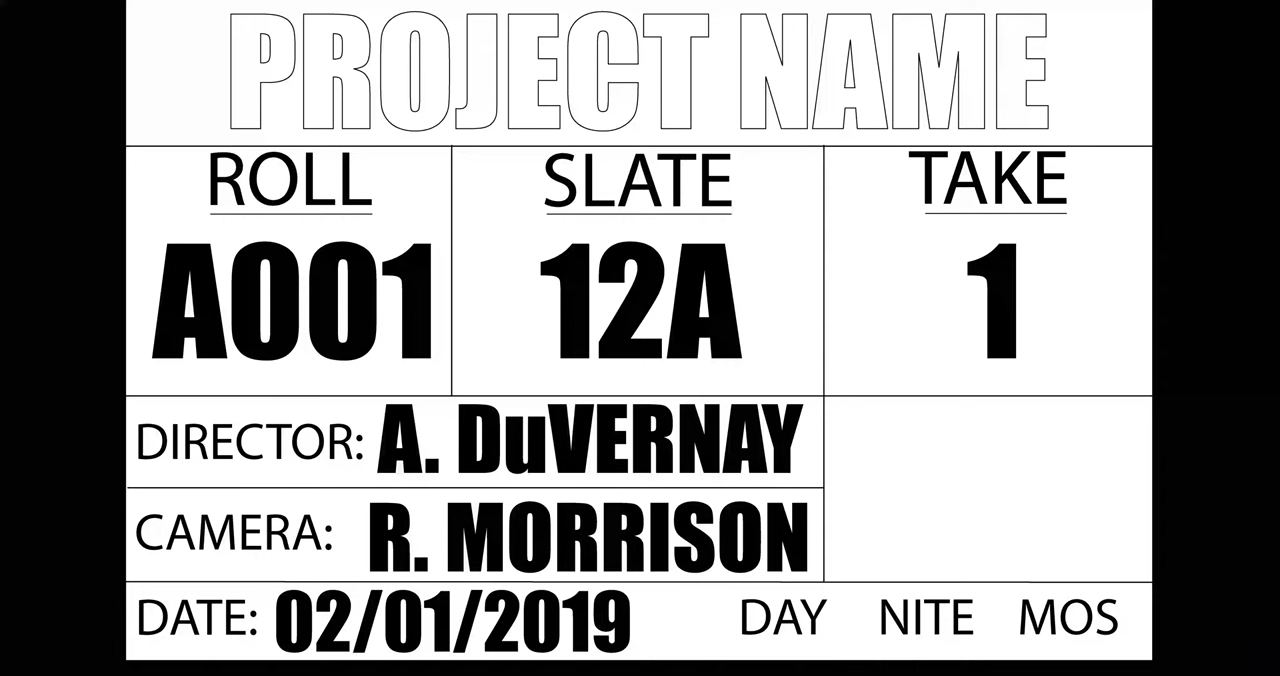 PROJECT NAME
ROLL SLATE TAKE
A001 12A 1
DIRECTOR: A. DuVERNAY
CAMERA: R. MORRISON
DATE: 02/01/2019 DAY NITE MOS